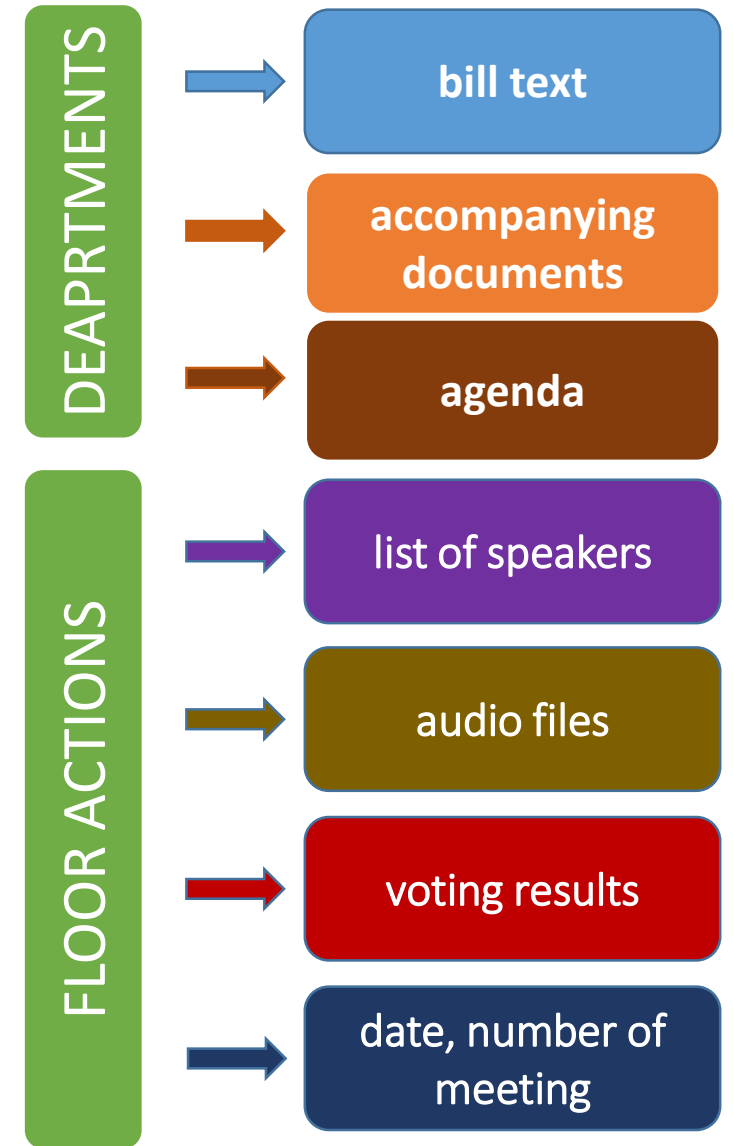 DEAPRTMENTS
bill text
accompanying
documents
agenda
FLOOR ACTIONS
list of speakers
audio files
voting results
date, number of
meeting